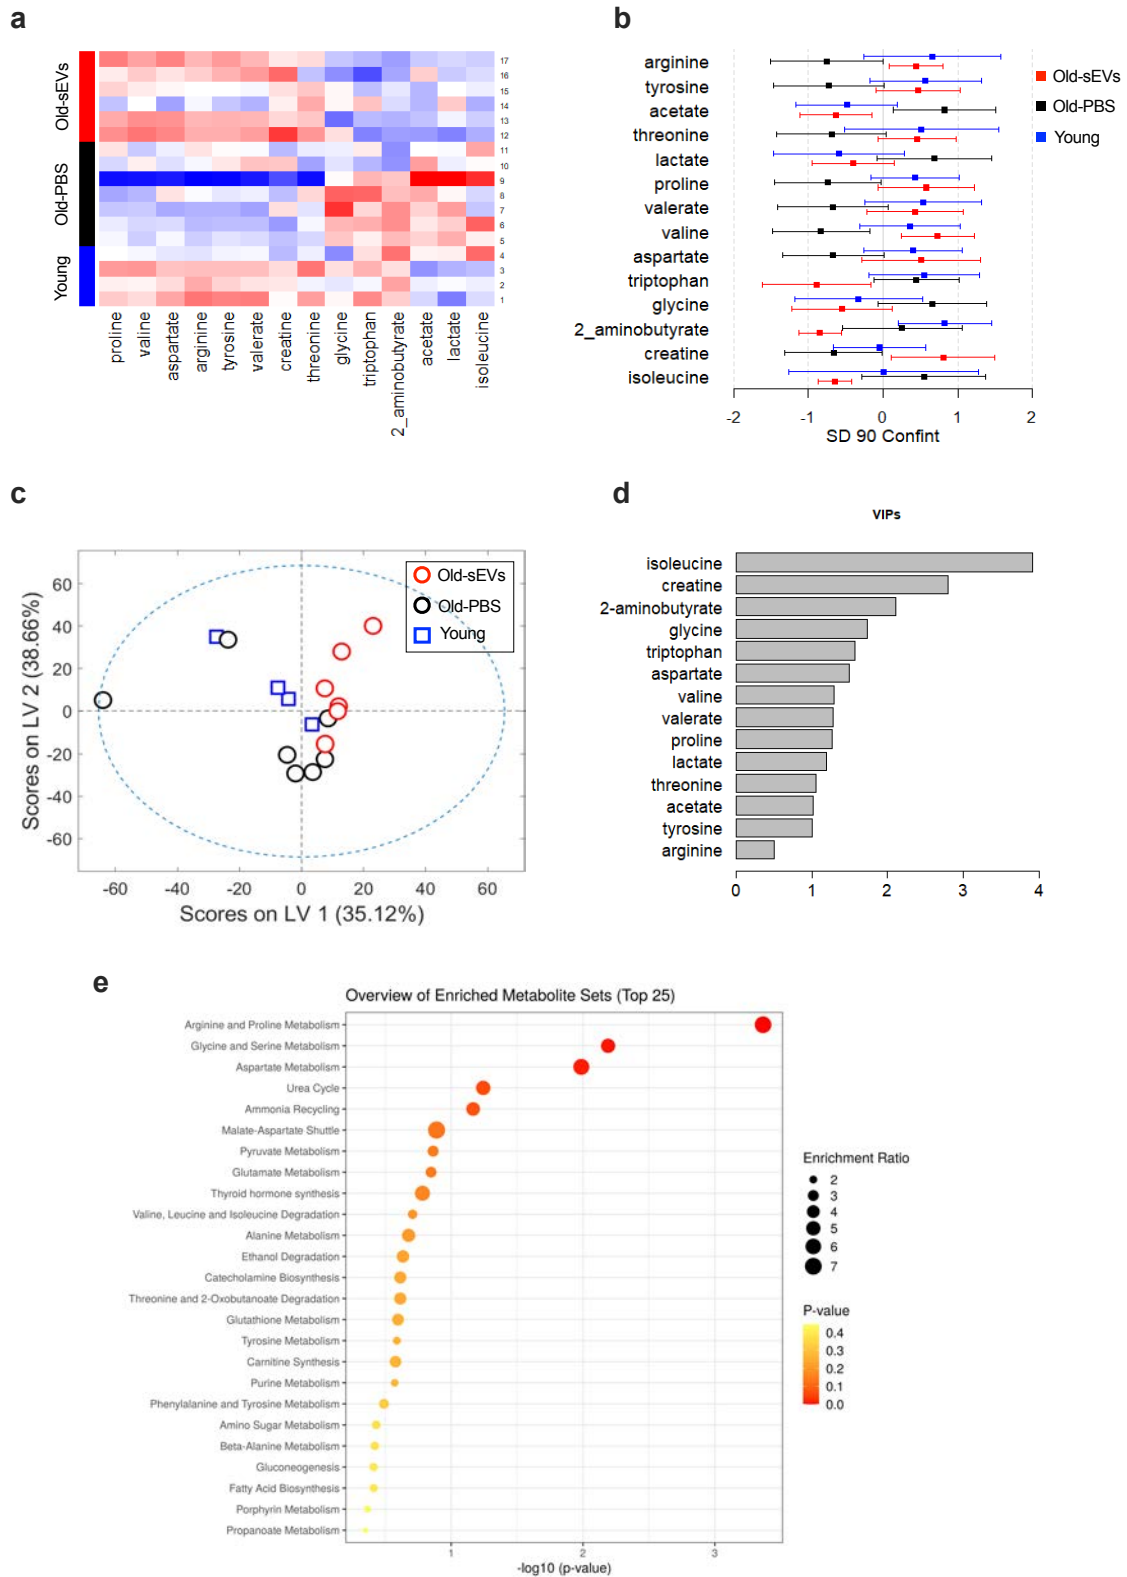 a
Old-sEVs
Old-PBS
Young
17
16
15
14
13
12
11
10
9
8
7
6
5
4
3
2
1
proline
valine
aspartate
arginine
tyrosine
valerate
creatine
threonine
glycine
triptophan
2_aminobutyrate
acetate
lactate
isoleucine
b
arginine
tyrosine
acetate
threonine
lactate
proline
valerate
valine
aspartate
triptophan
glycine
2_aminobutyrate
creatine
isoleucine
-2 -1 0 1 2
SD 90 Confint
Old-sEVs
Old-PBS
Young
c
Scores on LV 2 (38.66%)
60
40
20
0
-20
-40
-60
-60 -40 -20 0 20 40 60
Scores on LV 1 (35.12%)
Old-sEVs
Old-PBS
Young
d
VIPs
isoleucine
creatine
2-aminobutyrate
glycine
triptophan
aspartate
valine
valerate
proline
lactate
threonine
acetate
tyrosine
arginine
0 1 2 3 4
e
Overview of Enriched Metabolite Sets (Top 25)
Arginine and Proline Metabolism
Glycine and Serine Metabolism
Aspartate Metabolism
Urea Cycle
Ammonia Recycling
Malate-Aspartate Shuttle
Pyruvate Metabolism
Glutamate Metabolism
Thyroid hormone synthesis
Valine, Leucine and Isoleucine Degradation
Alanine Metabolism
Ethanol Degradation
Catecholamine Biosynthesis
Threonine and 2-Oxobutanoate Degradation
Glutathione Metabolism
Tyrosine Metabolism
Carnitine Synthesis
Purine Metabolism
Phenylalanine and Tyrosine Metabolism
Amino Sugar Metabolism
Beta-Alanine Metabolism
Gluconeogenesis
Fatty Acid Biosynthesis
Porphyrin Metabolism
Propanoate Metabolism
1 2 3
-log10 (p-value)
Enrichment Ratio
2
3
4
5
6
7
P-value
0.4
0.3
0.2
0.1
0.0